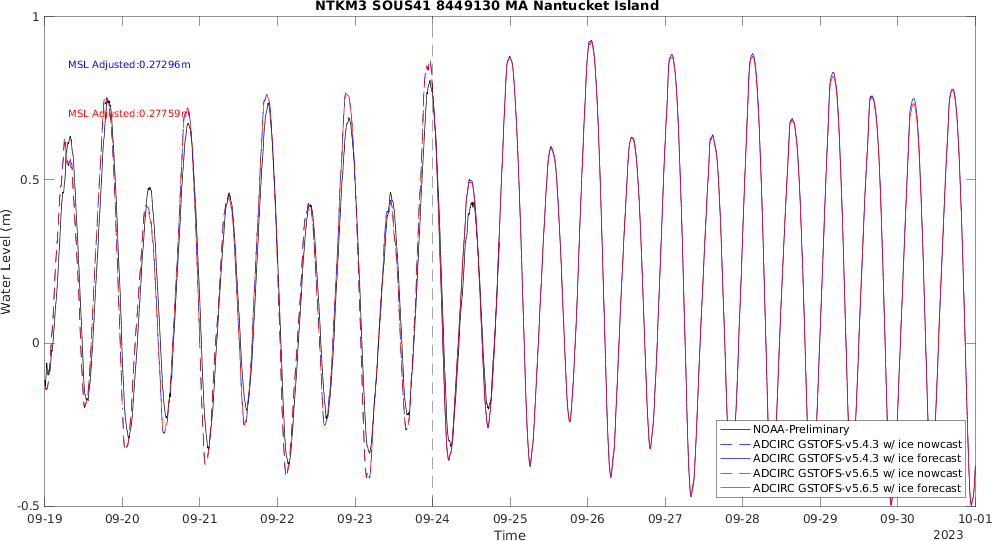 NTKM3 SOUS41 8449130 MA Nantucket Island
1
MSL Adjusted:0.27296m
MSL Adjusted:0.27759m
0.5
Water Level (m)
0
-0.5
NOAA-Preliminary
ADCIRC GSTOFS-v5.4.3 w/ ice nowcast
ADCIRC GSTOFS-v5.4.3 w/ ice forecast
ADCIRC GSTOFS-v5.6.5 w/ ice nowcast
ADCIRC GSTOFS-v5.6.5 w/ ice forecast
09-19 09-20 09-21 09-22 09-23 09-24 09-25 09-26 09-27 09-28 09-29 09-30 10-01
Time
2023